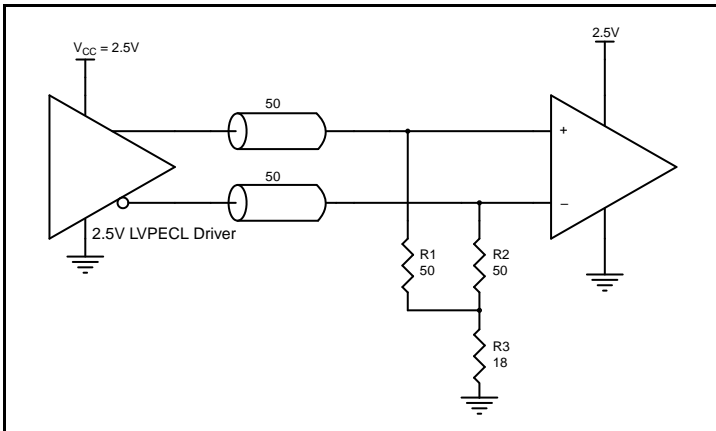 V_CC = 2.5V
2.5V
50
+
50
–
2.5V LVPECL Driver
R1
50
R2
50
R3
18